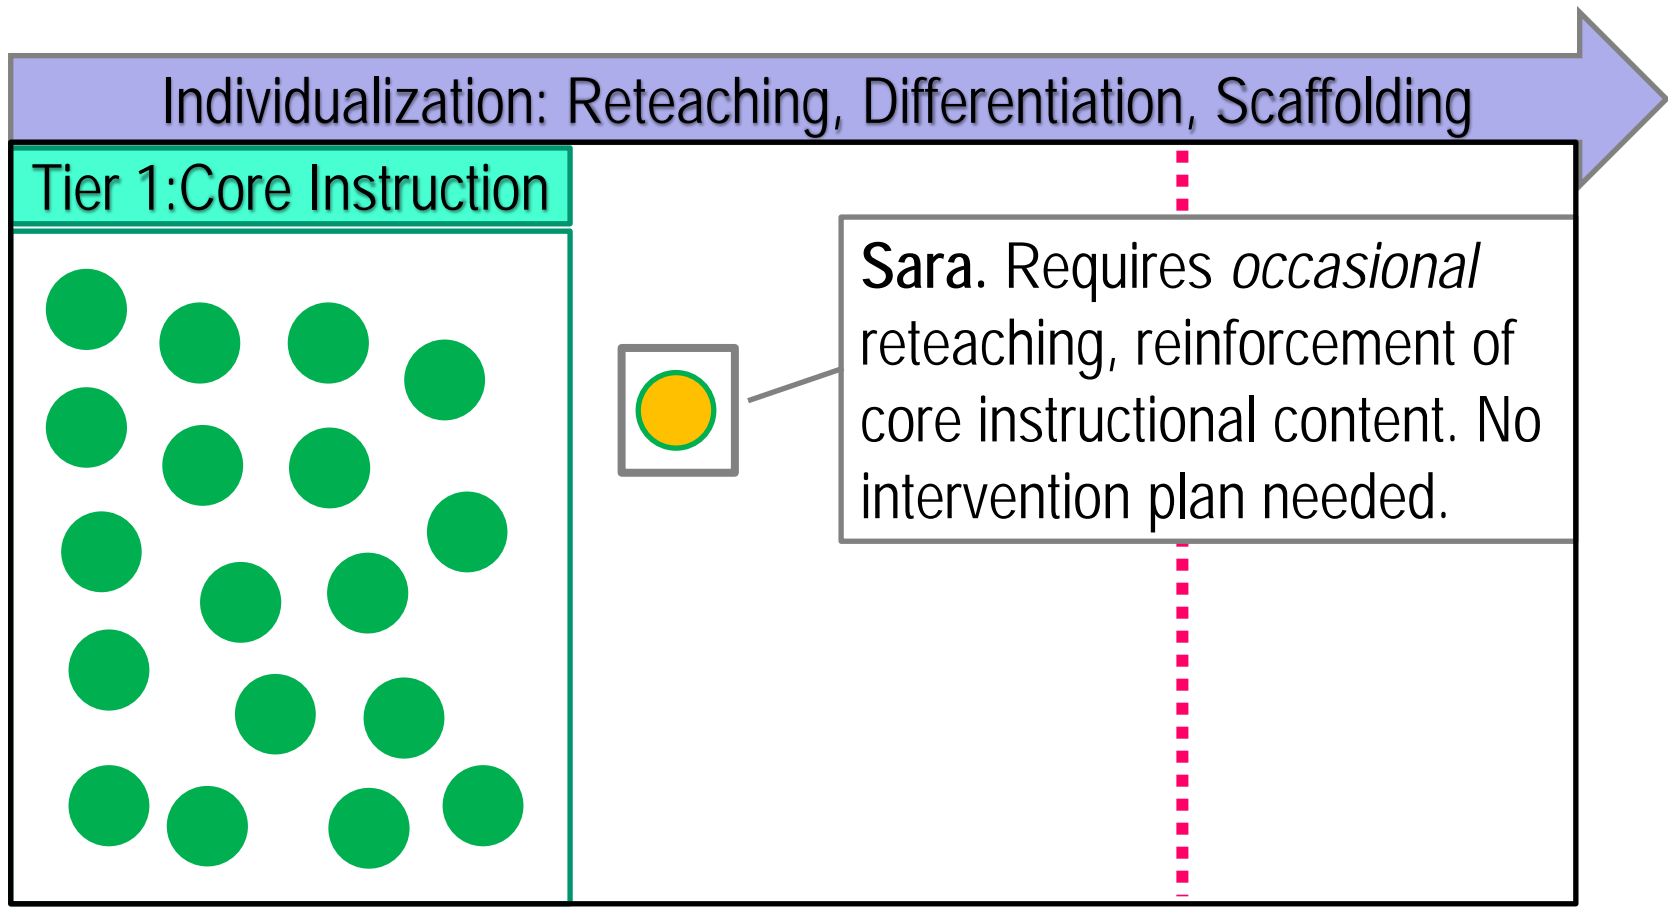 Individualization: Reteaching, Differentiation, Scaffolding
Tier 1:Core Instruction
Sara. Requires occasional
reteaching, reinforcement of
core instructional content. No
intervention plan needed.